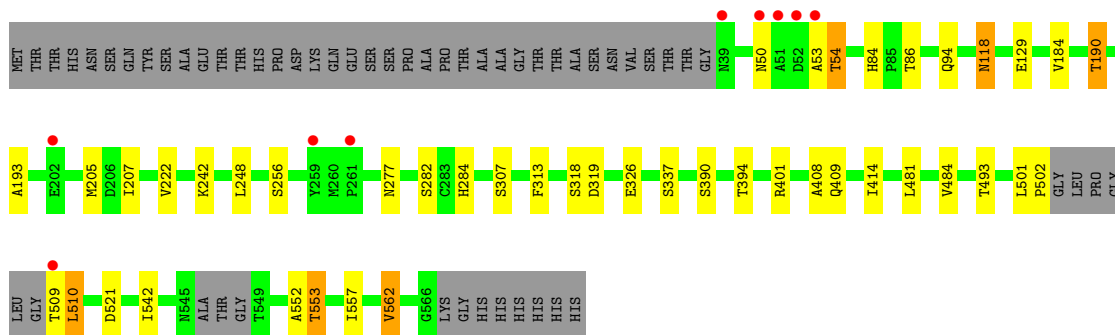 MET THR THR HIS ASN SER GLN TYR SER ALA GLU THR THR HIS PRO ASP LYS GLN GLU SER SER PRO ALA PRO THR ALA ALA GLY THR THR ALA SER ASN VAL SER THR THR GLY N39 N50 A51 D52 A53 T54 H84 P85 T86 Q94 N118 E129 V184 T190
A193 E202 M205 D206 I207 V222 K242 L248 S256 Y259 M260 P261 N277 S282 C283 H284 S307 F313 S318 D319 E326 S337 S390 T394 R401 A408 Q409 I414 L481 V484 T493 L501 P502 GLY LEU PRO GLY
LEU GLY T509 L510 D521 I542 N545 ALA THR GLY T549 A552 T553 I557 V562 G566 LYS GLY HIS HIS HIS HIS HIS HIS